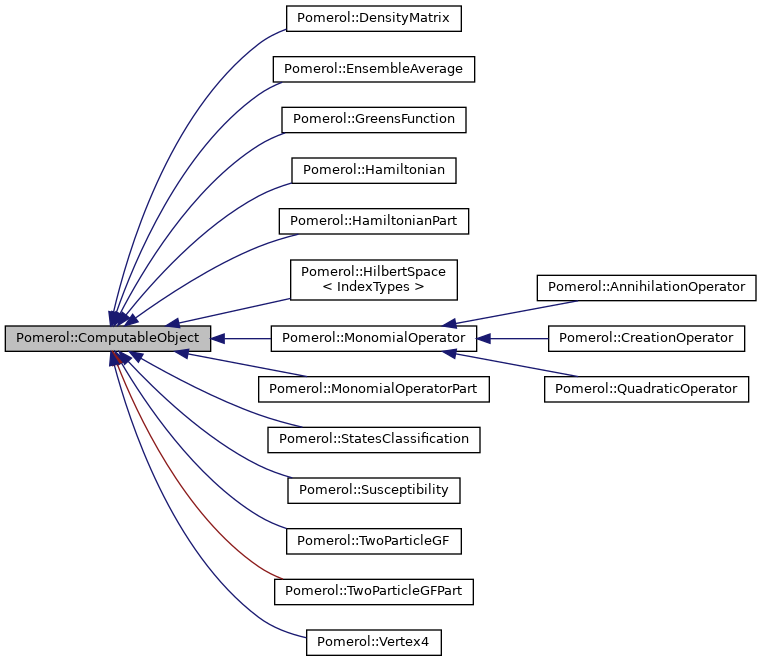 Pomerol::DensityMatrix
Pomerol::EnsembleAverage
Pomerol::GreensFunction
Pomerol::Hamiltonian
Pomerol::HamiltonianPart
Pomerol::HilbertSpace
< IndexTypes >
Pomerol::AnnihilationOperator
Pomerol::ComputableObject
Pomerol::MonomialOperator
Pomerol::CreationOperator
Pomerol::MonomialOperatorPart
Pomerol::QuadraticOperator
Pomerol::StatesClassification
Pomerol::Susceptibility
Pomerol::TwoParticleGF
Pomerol::TwoParticleGFPart
Pomerol::Vertex4